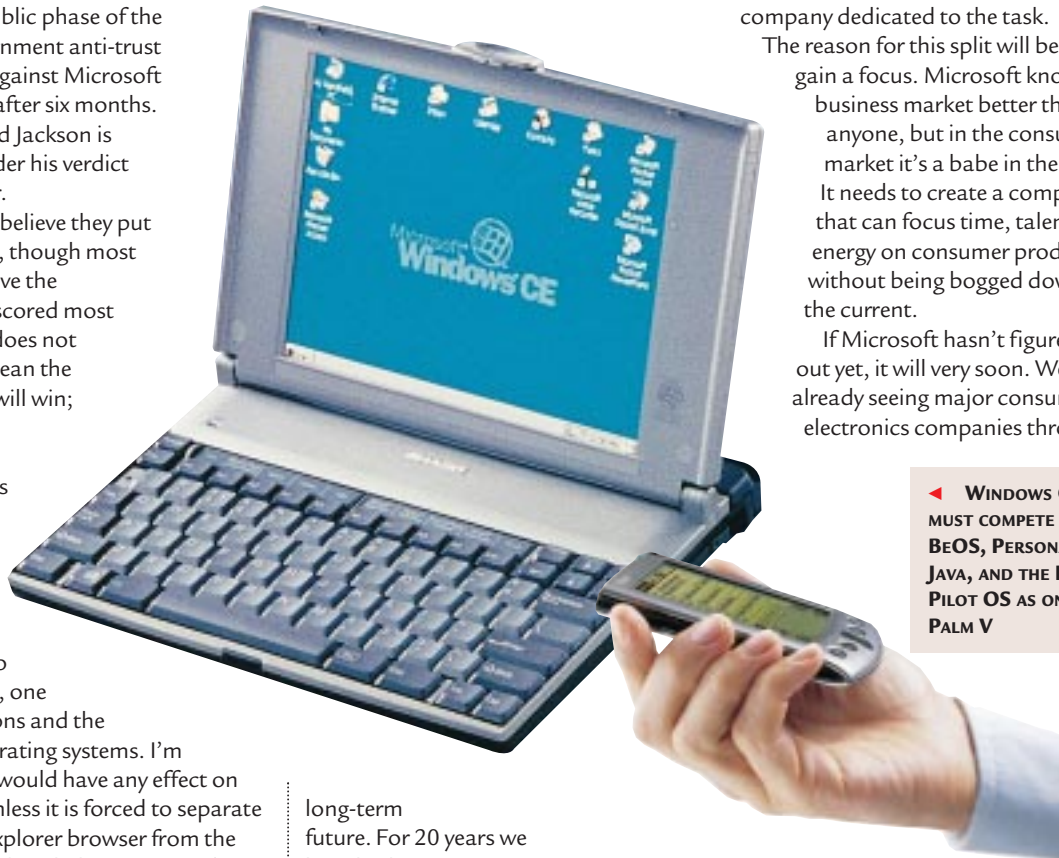 blic phase of the
nment anti-trust
gainst Microsoft
after six months.
d Jackson is
der his verdict
believe they put
, though most
ve the
scored most
does not
ean the
will win;
s
, one
ons and the
rating systems. I'm
would have any effect on
nless it is forced to separate
xplorer browser from the
long-term
future. For 20 years we
Microsoft
Windows CE
company dedicated to the task.
The reason for this split will be
gain a focus. Microsoft kno
business market better th
anyone, but in the consu
market it's a babe in the
It needs to create a comp
that can focus time, talen
energy on consumer prod
without being bogged dow
the current.
If Microsoft hasn't figure
out yet, it will very soon. We
already seeing major consum
electronics companies thro
◀ WINDOWS
MUST COMPETE
BEOS, PERSON
JAVA, AND THE
PILOT OS AS ON
PALM V